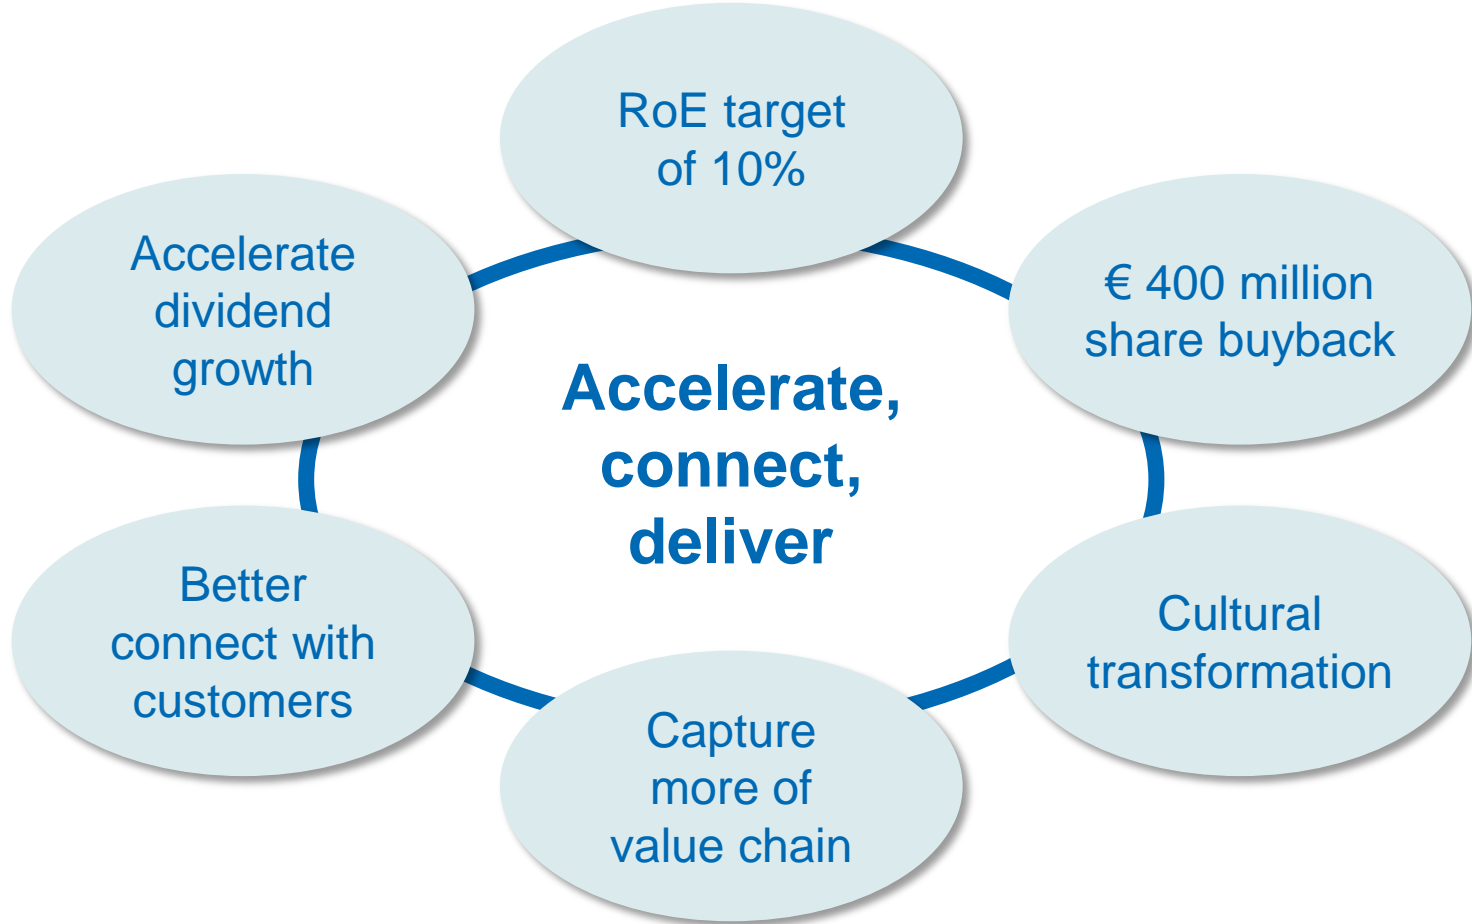 RoE target
of 10%
Accelerate
dividend
growth
€ 400 million
share buyback
Accelerate,
connect,
deliver
Better
connect with
customers
Cultural
transformation
Capture
more of
value chain